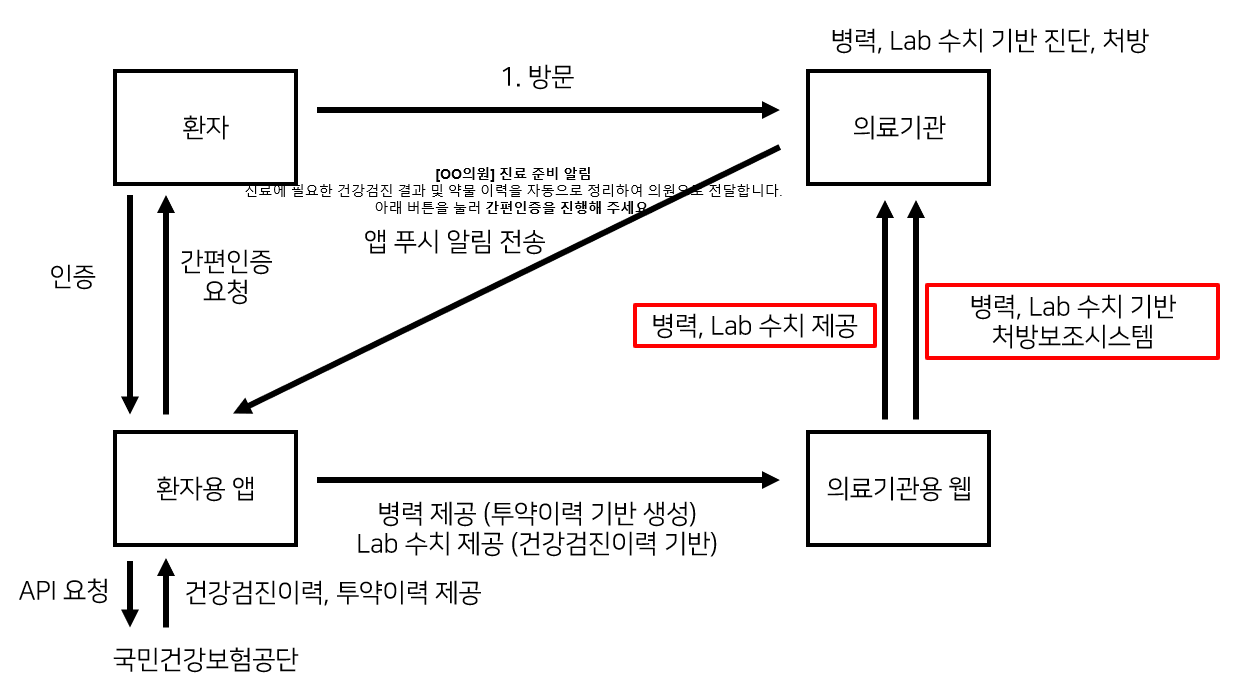 병력, Lab 수치 기반 진단, 처방
1. 방문
환자
의료기관
[OO의원] 진료 준비 알림
진료에 필요한 건강검진 결과 및 약물 이력을 자동으로 정리하여 의원으로 전달합니다.
아래 버튼을 눌러 간편인증을 진행해 주세요
앱 푸시 알림 전송
인증
간편인증
요청
병력, Lab 수치 제공
병력, Lab 수치 기반
처방보조시스템
환자용 앱
의료기관용 웹
병력 제공 (투약이력 기반 생성)
Lab 수치 제공 (건강검진이력 기반)
API 요청
건강검진이력, 투약이력 제공
국민건강보험공단